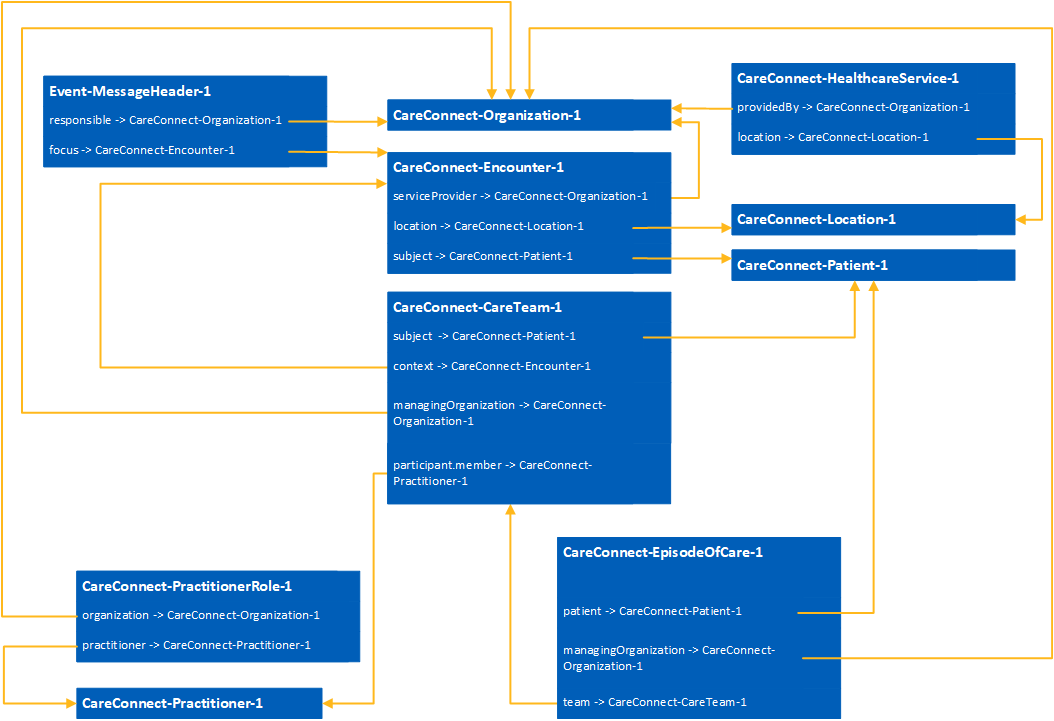 Event-MessageHeader-1
responsible -> CareConnect-Organization-1
focus -> CareConnect-Encounter-1
CareConnect-Organization-1
CareConnect-HealthcareService-1
providedBy -> CareConnect-Organization-1
location -> CareConnect-Location-1
CareConnect-Encounter-1
serviceProvider -> CareConnect-Organization-1
location -> CareConnect-Location-1
subject -> CareConnect-Patient-1
CareConnect-Location-1
CareConnect-Patient-1
CareConnect-CareTeam-1
subject -> CareConnect-Patient-1
context -> CareConnect-Encounter-1
managingOrganization -> CareConnect-
Organization-1
participant.member -> CareConnect-
Practitioner-1
CareConnect-EpisodeOfCare-1
patient -> CareConnect-Patient-1
managingOrganization -> CareConnect-
Organization-1
team -> CareConnect-CareTeam-1
CareConnect-PractitionerRole-1
organization -> CareConnect-Organization-1
practitioner -> CareConnect-Practitioner-1
CareConnect-Practitioner-1